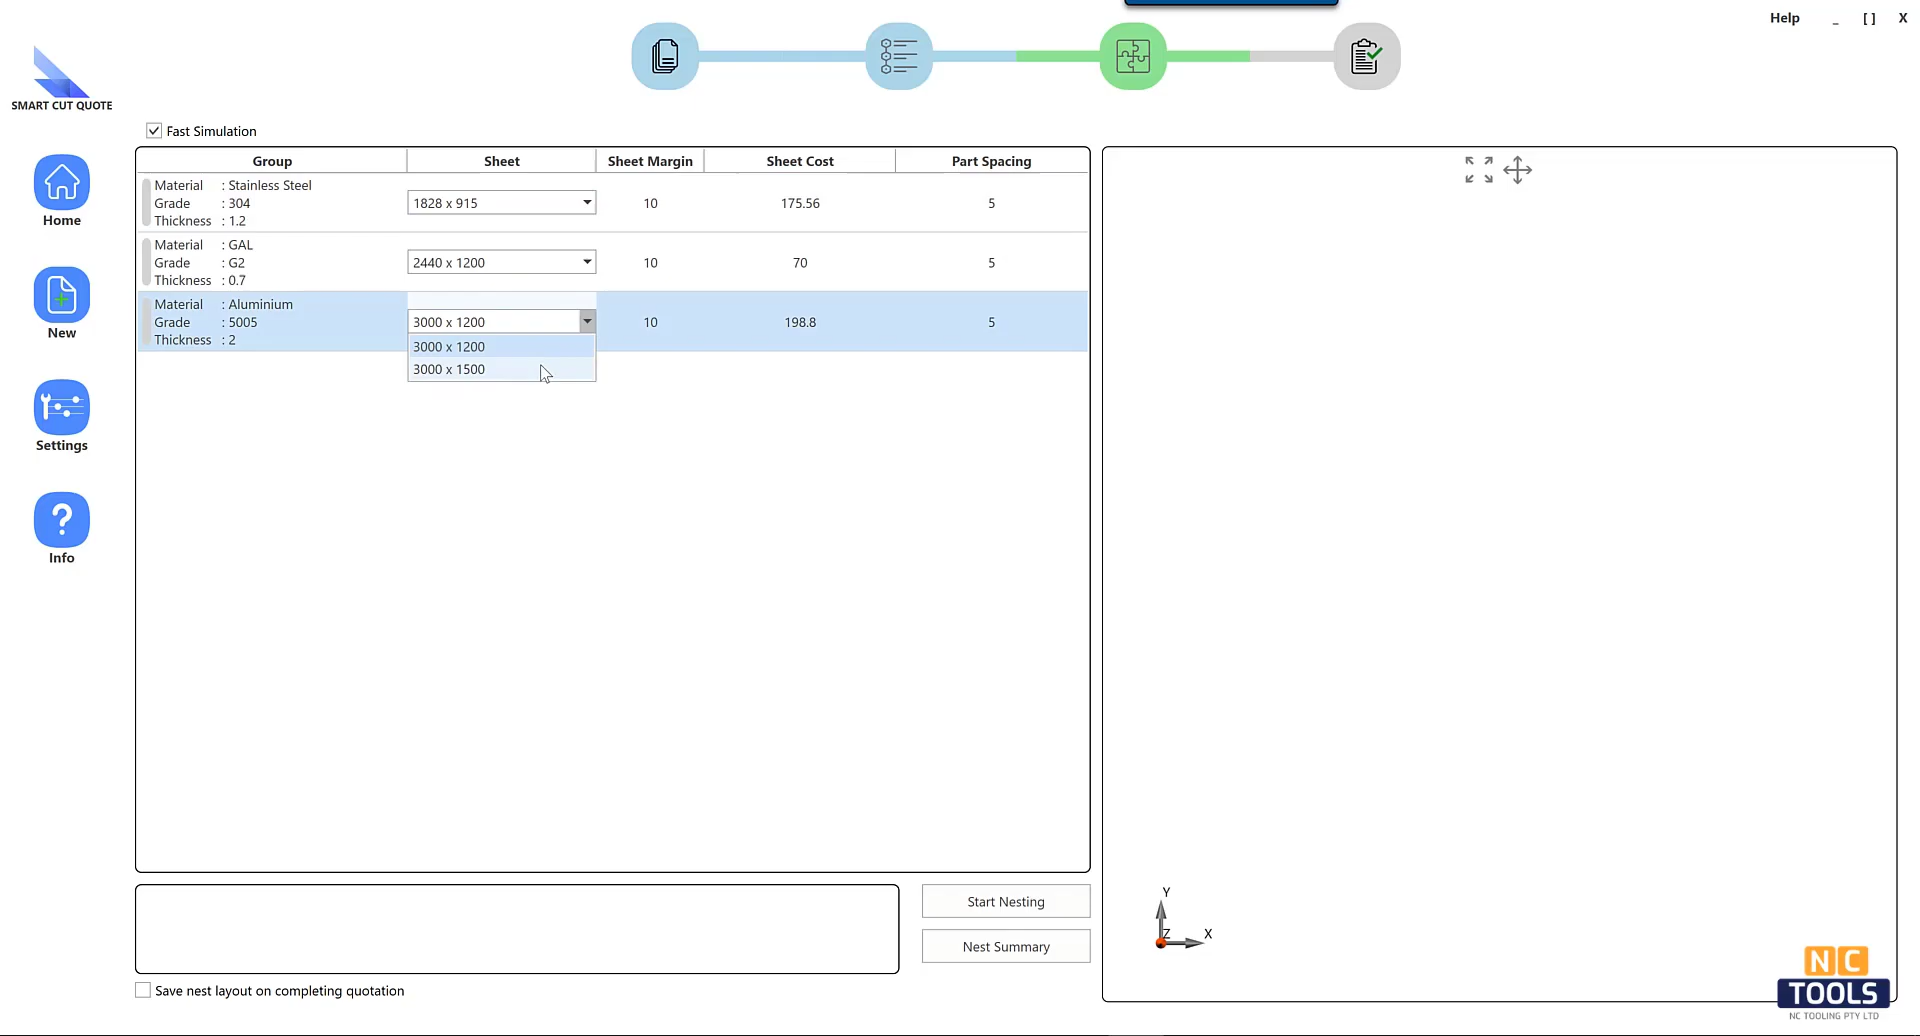 Help _ [ ] X
SMART CUT QUOTE
Fast Simulation
Group Sheet Sheet Margin Sheet Cost Part Spacing
Material : Stainless Steel
Grade : 304
Thickness : 1.2
1828 x 915 10 175.56 5
Material : GAL
Grade : G2
Thickness : 0.7
2440 x 1200 10 70 5
Material : Aluminium
Grade : 5005
Thickness : 2
3000 x 1200 10 198.8 5
3000 x 1200
3000 x 1500
Home
New
Settings
?
Info
Start Nesting
Nest Summary
Save nest layout on completing quotation
Y
Z
X
NC
TOOLS
NC TOOLING PTY LTD